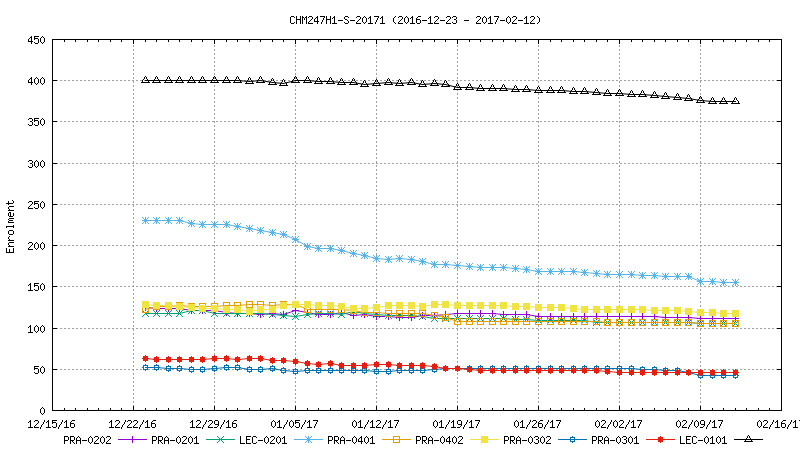 CHM247H1-S-20171 (2016-12-23 - 2017-02-12)
450
400
350
300
250
200
150
100
50
0
Enrolment
12/15/16 12/22/16 12/29/16 01/05/17 01/12/17 01/19/17 01/26/17 02/02/17 02/09/17 02/16/1
PRA-0202 PRA-0201 LEC-0201 PRA-0401 PRA-0402 PRA-0302 PRA-0301 LEC-0101